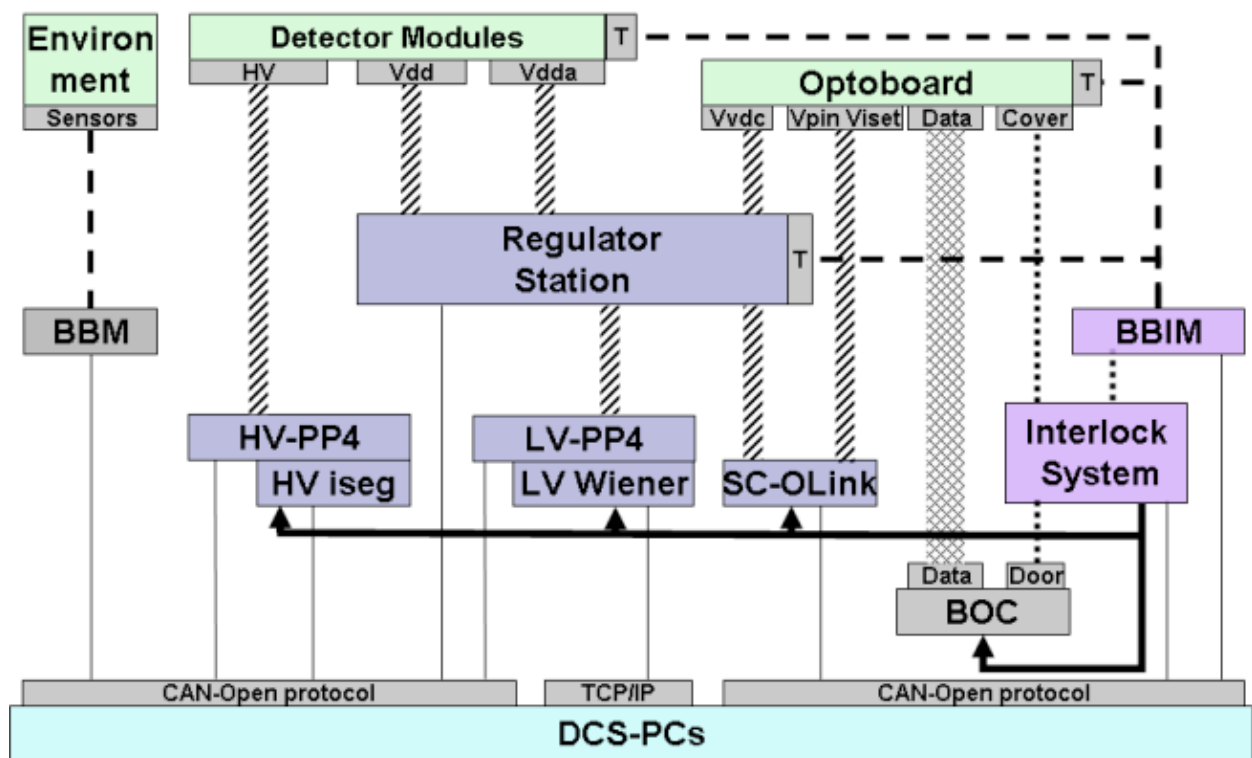 Environ
ment
Sensors
Detector Modules
T
HV
Vdd
Vdda
Optoboard
T
Vvdc
Vpin Viset
Data
Cover
Regulator
Station
T
BBM
BBIM
HV-PP4
HV iseg
LV-PP4
LV Wiener
SC-OLink
Interlock
System
Data
Door
BOC
CAN-Open protocol
TCP/IP
CAN-Open protocol
DCS-PCs